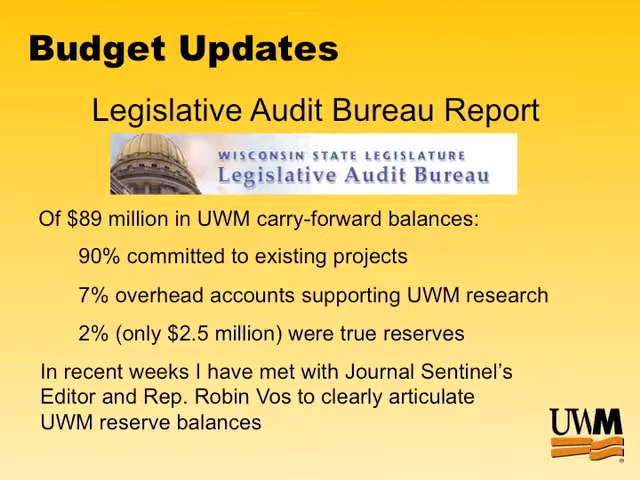 Budget Updates
Legislative Audit Bureau Report
WISCONSIN STATE LEGISLATURE
Legislative Audit Bureau
Of $89 million in UWM carry-forward balances:
90% committed to existing projects
7% overhead accounts supporting UWM research
2% (only $2.5 million) were true reserves
In recent weeks I have met with Journal Sentinel's
Editor and Rep. Robin Vos to clearly articulate
UWM reserve balances
UWM